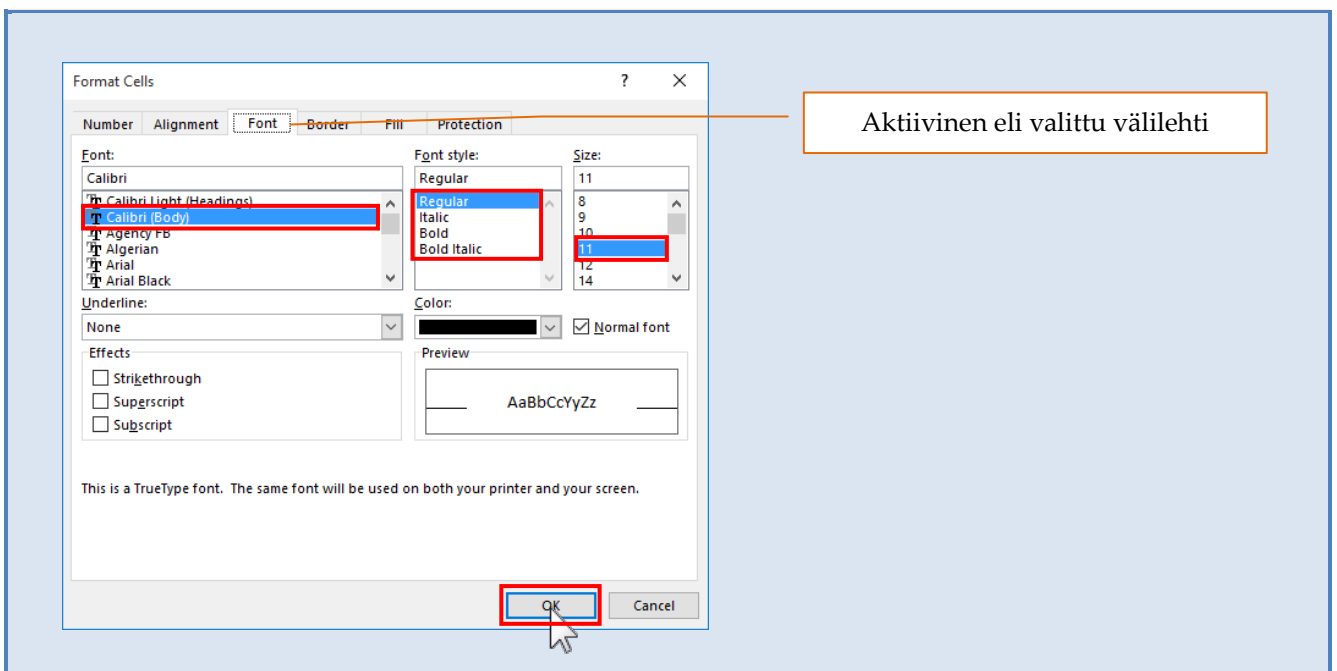 Format Cells ? ×
Number Alignment Font Border Fill Protection
Aktiivinen eli valittu välilehti
Font: Font style: Size:
Calibri Regular 11
Calibri Light (Headings) Regular 8
Calibri (Body) Italic 9
Agency FB Bold 10
Algerian Bold Italic 11
Arial 12
Arial Black 14
Underline: Color:
None Normal font
Effects Preview
Strikethrough
Superscript AaBbCcYyZz
Subscript
This is a TrueType font. The same font will be used on both your printer and your screen.
OK Cancel